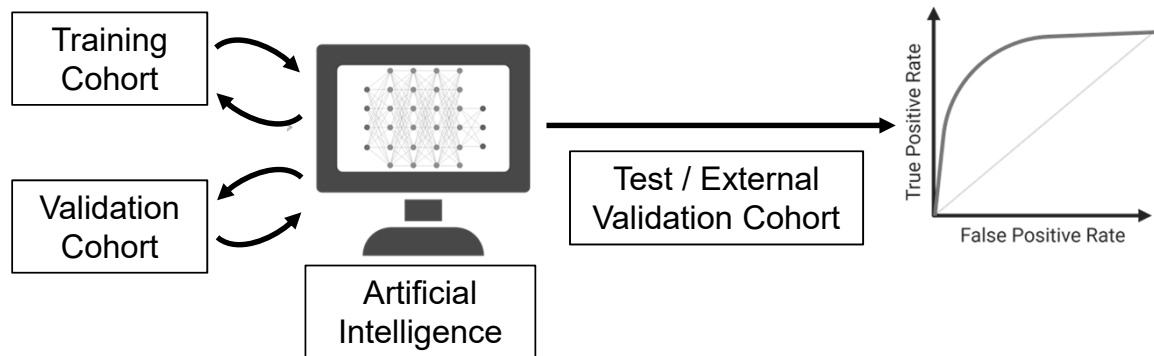 Training
Cohort
Validation
Cohort
Artificial
Intelligence
Test / External
Validation Cohort
True Positive Rate
False Positive Rate